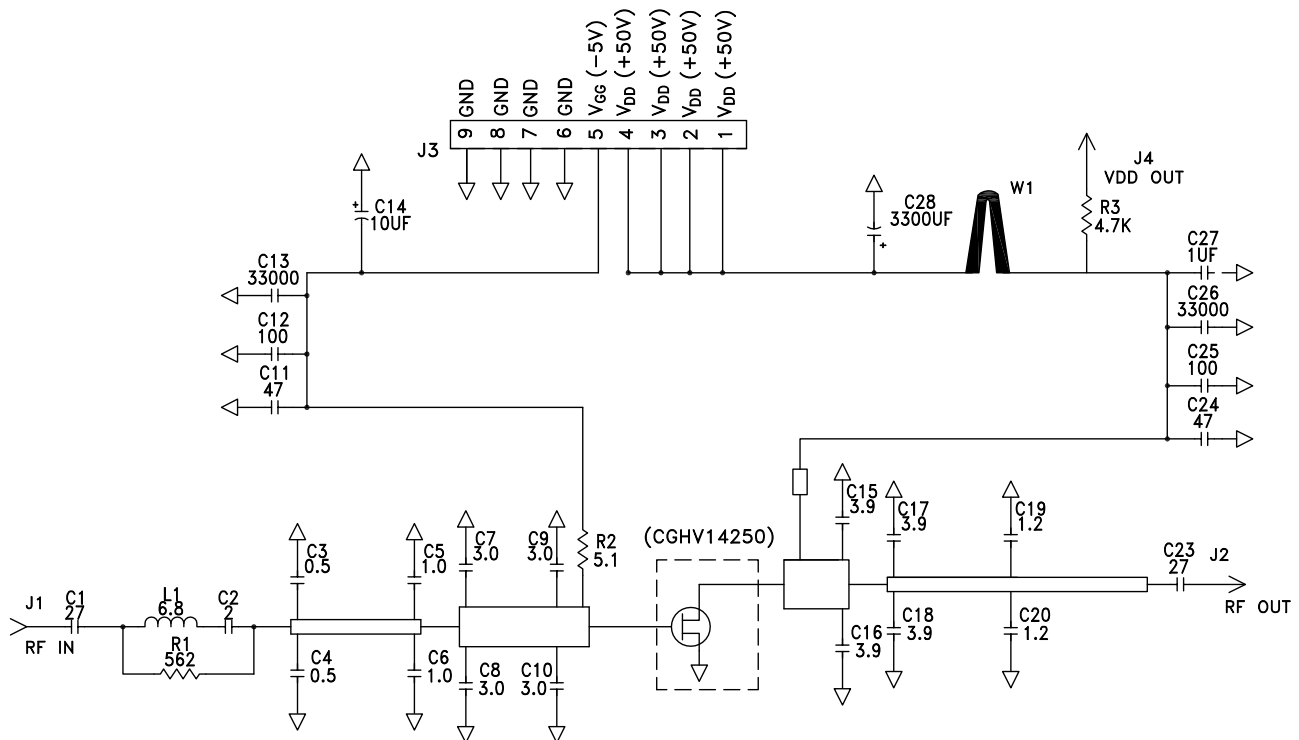 VGG (-5V)
VDD (+50V)
VDD (+50V)
VDD (+50V)
VDD (+50V)
GND
GND
GND
GND
9
8
7
6
5
4
3
2
1
J3
C14
10UF
C28
3300UF
W1
J4
VDD OUT
R3
4.7K
C13
33000
C12
100
C11
47
C27
1UF
C26
33000
C25
100
C24
47
R2
5.1
(CGHV14250)
C15
3.9
C17
3.9
C19
1.2
C23
27
J2
RF OUT
C16
3.9
C18
3.9
C20
1.2
C3
0.5
C5
1.0
C7
3.0
C9
3.0
J1
RF IN
C1
27
L1
6.8
C2
2
R1
562
C4
0.5
C6
1.0
C8
3.0
C10
3.0